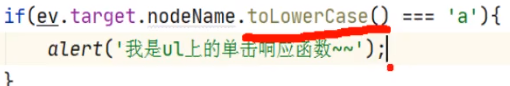 if(ev.target.nodeName.toLowerCase() === 'a'){
alert('我是ul上的单击响应函数~~');
}